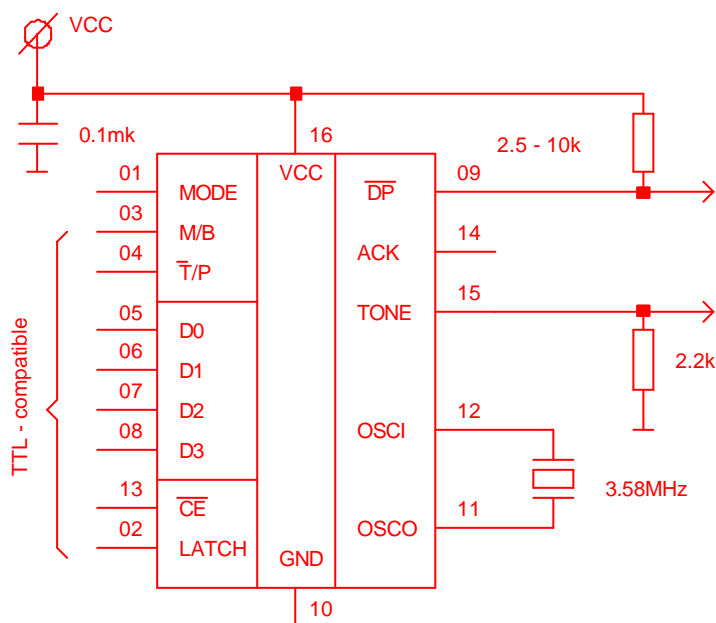 VCC
0.1mk
16
2.5 - 10k
01
MODE
VCC
D̅P̅
09
03
M/B
04
T̅/P
ACK
14
TONE
15
05
D0
06
D1
2.2k
07
D2
OSCI
12
08
D3
TTL - compatible
13
C̅E̅
3.58MHz
11
OSCO
02
LATCH
GND
10